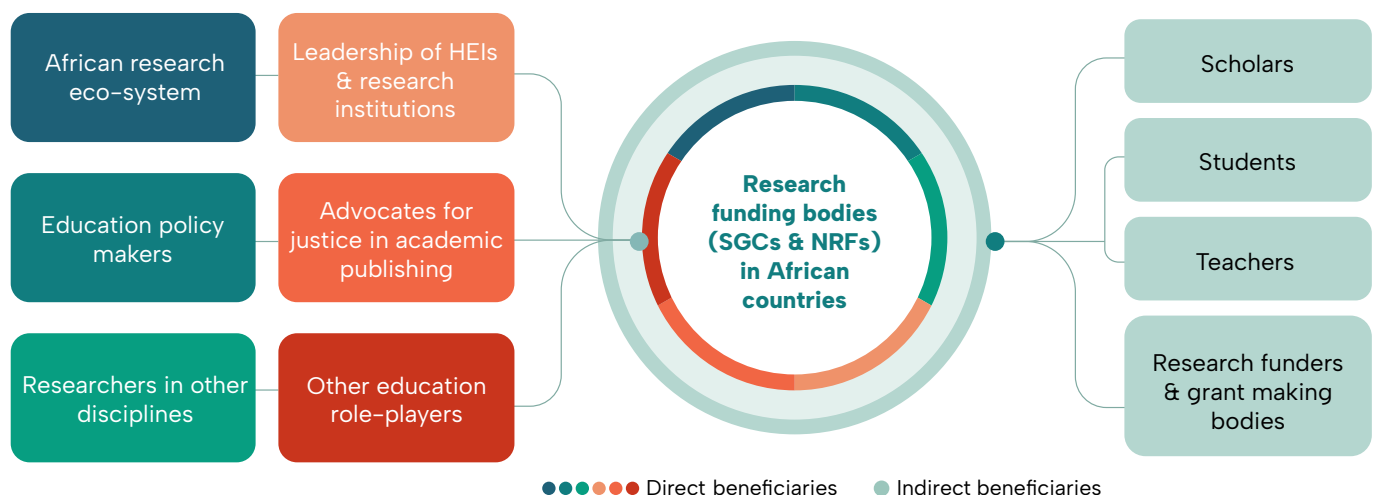 African research
eco-system
Leadership of HEIs
& research
institutions
Education policy
makers
Advocates for
justice in academic
publishing
Researchers in other
disciplines
Other education
role-players
Research
funding bodies
(SGCs & NRFs)
in African
countries
Scholars
Students
Teachers
Research funders
& grant making
bodies
Direct beneficiaries
Indirect beneficiaries